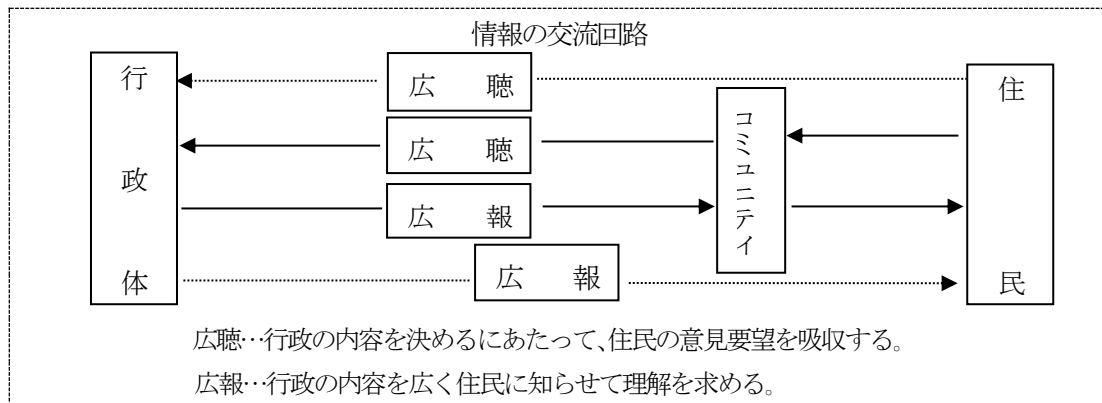 情報の交流回路
行政体
広　聴
広　聴
広　報
広　報
コミュニテイ
住民
広聴…行政の内容を決めるにあたって、住民の意見要望を吸収する。
広報…行政の内容を広く住民に知らせて理解を求める。